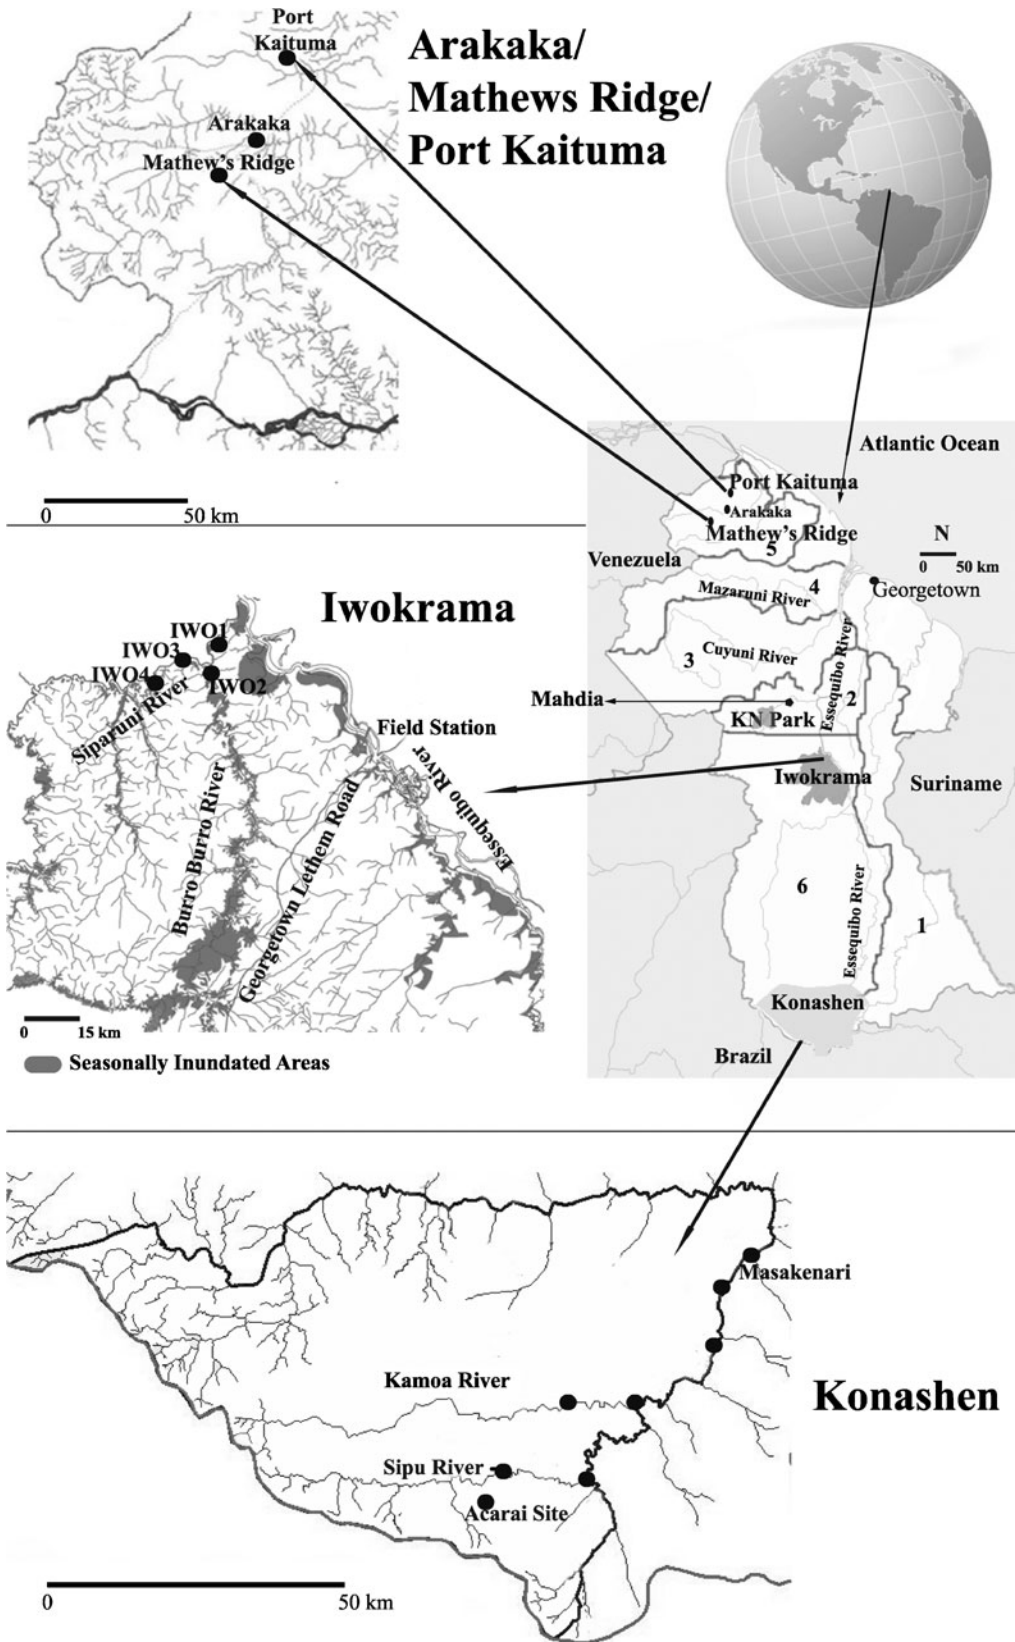 Port
Kaituma
Arakaka
Mathew's Ridge
0 50 km
Arakaka/
Mathews Ridge/
Port Kaituma
Atlantic Ocean
Port Kaituma
Arakaka
Mathew's Ridge
5
N
0 50 km
Venezuela
4
Georgetown
Mazaruni River
3
Cuyuni River
Essequibo River
2
Mahdia
KN Park
Iwokrama
Suriname
6
Essequibo River
1
Konashen
Brazil
Iwokrama
IWO1
IWO3
IWO4
IWO2
Siparuni River
Field Station
Essequibo River
Burro Burro River
Georgetown Lethem Road
0 15 km
Seasonally Inundated Areas
Masakenari
Kamoa River
Konashen
Sipu River
Acarai Site
0 50 km